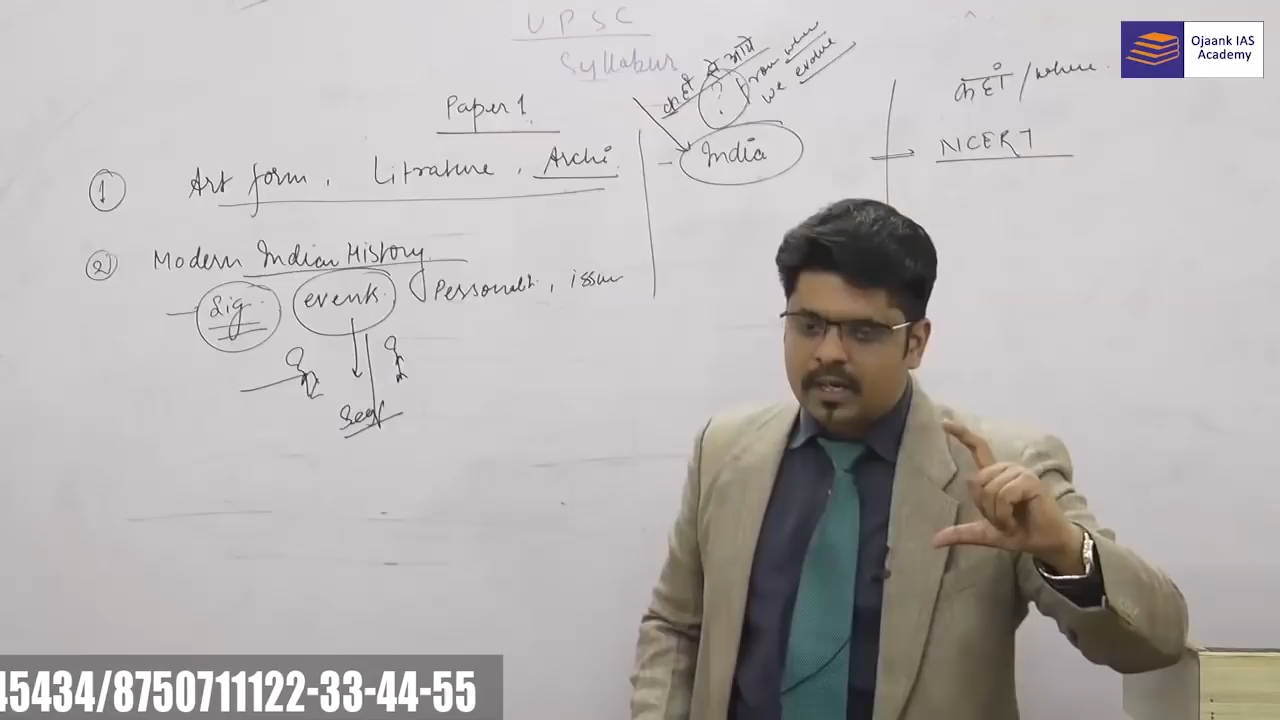 UPSC
Syllabus
Paper 1
① Art form, Litrature, Archi.
② Modern Indian History
- Sig. events Personalt, issue
- India
?
कहाँ से आये
from where
we evolve
कहाँ / where
NCERT
Ojaank IAS
Academy
45434/8750711122-33-44-55